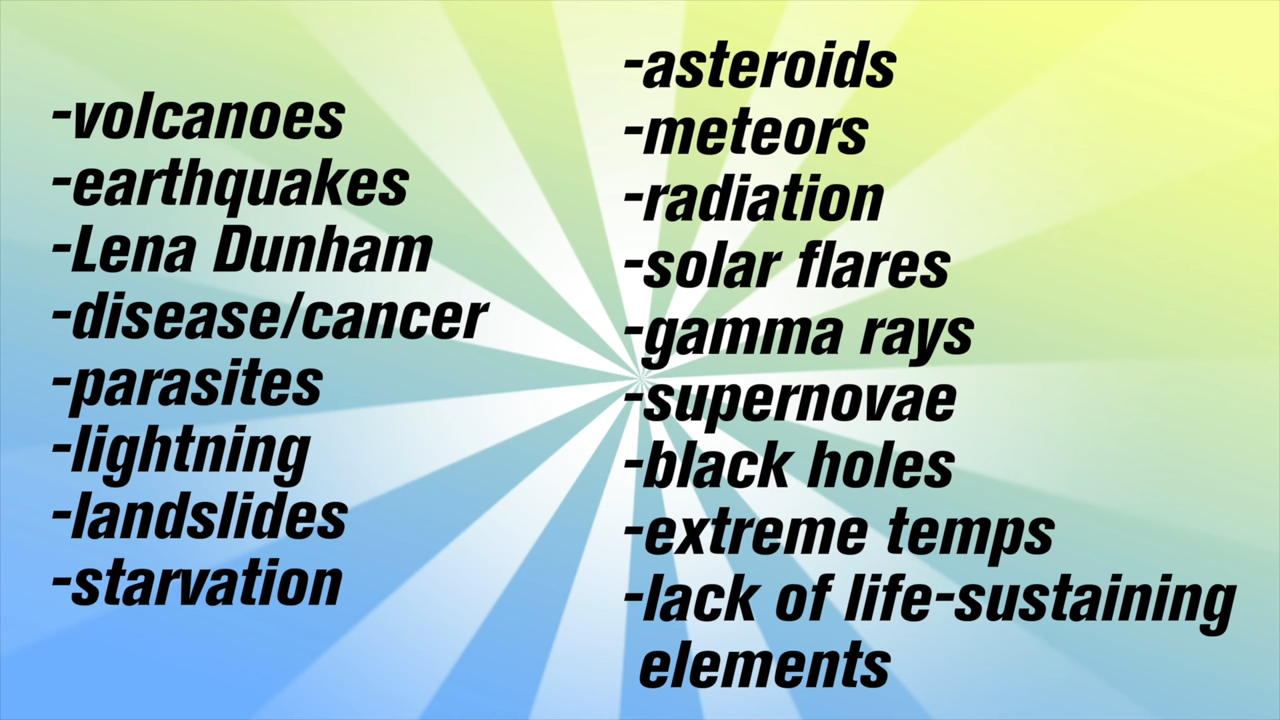 -volcanoes
-earthquakes
-Lena Dunham
-disease/cancer
-parasites
-lightning
-landslides
-starvation
-asteroids
-meteors
-radiation
-solar flares
-gamma rays
-supernovae
-black holes
-extreme temps
-lack of life-sustaining
elements